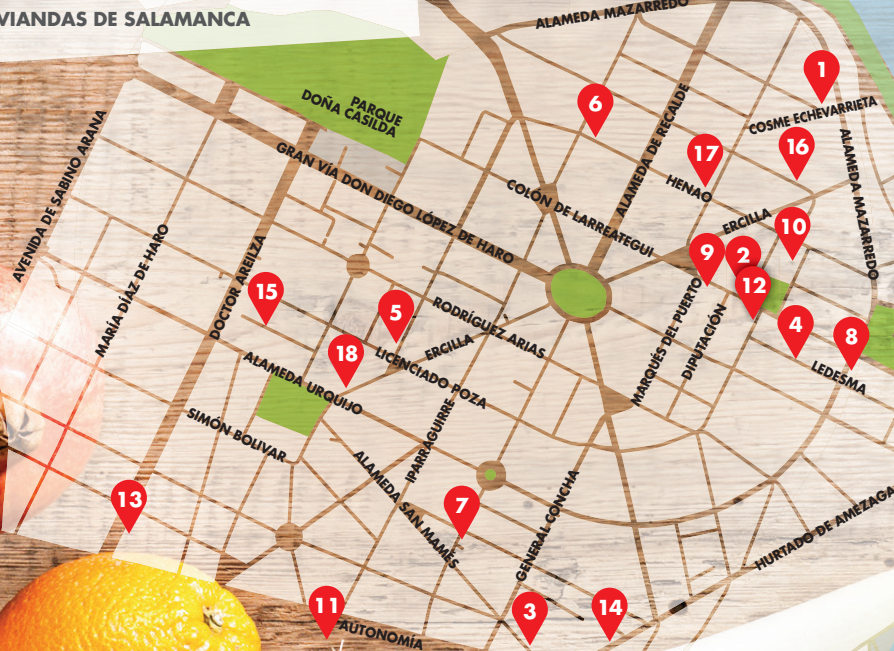 VIANDAS DE SALAMANCA
ALAMEDA MAZARREDO
1
6
PARQUE
DOÑA CASILDA
COSME ECHEVARRIETA
AVENIDA DE SABINO ARANA
GRAN VÍA DON DIEGO LÓPEZ DE HARO
ALAMEDA DE RECALDE
17
16
ALAMEDA MAZARREDO
HENAO
COLÓN DE LARREATEGUI
ERCILLA
10
MARÍA DÍAZ DE HARO
DOCTOR AREILZA
9
2
12
15
5
RODRÍGUEZ ARIAS
ERCILLA
MARQUÉS DEL PUERTO
DIPUTACIÓN
4
8
18
LICENCIADO POZA
ALAMEDA URQUIJO
LEDESMA
SIMÓN BOLIVAR
IPARRAGUIRRE
ALAMEDA SAN MAMÉS
13
7
GENERAL CONCHA
HURTADO DE AMEZAGA
11
3
14
AUTONOMÍA